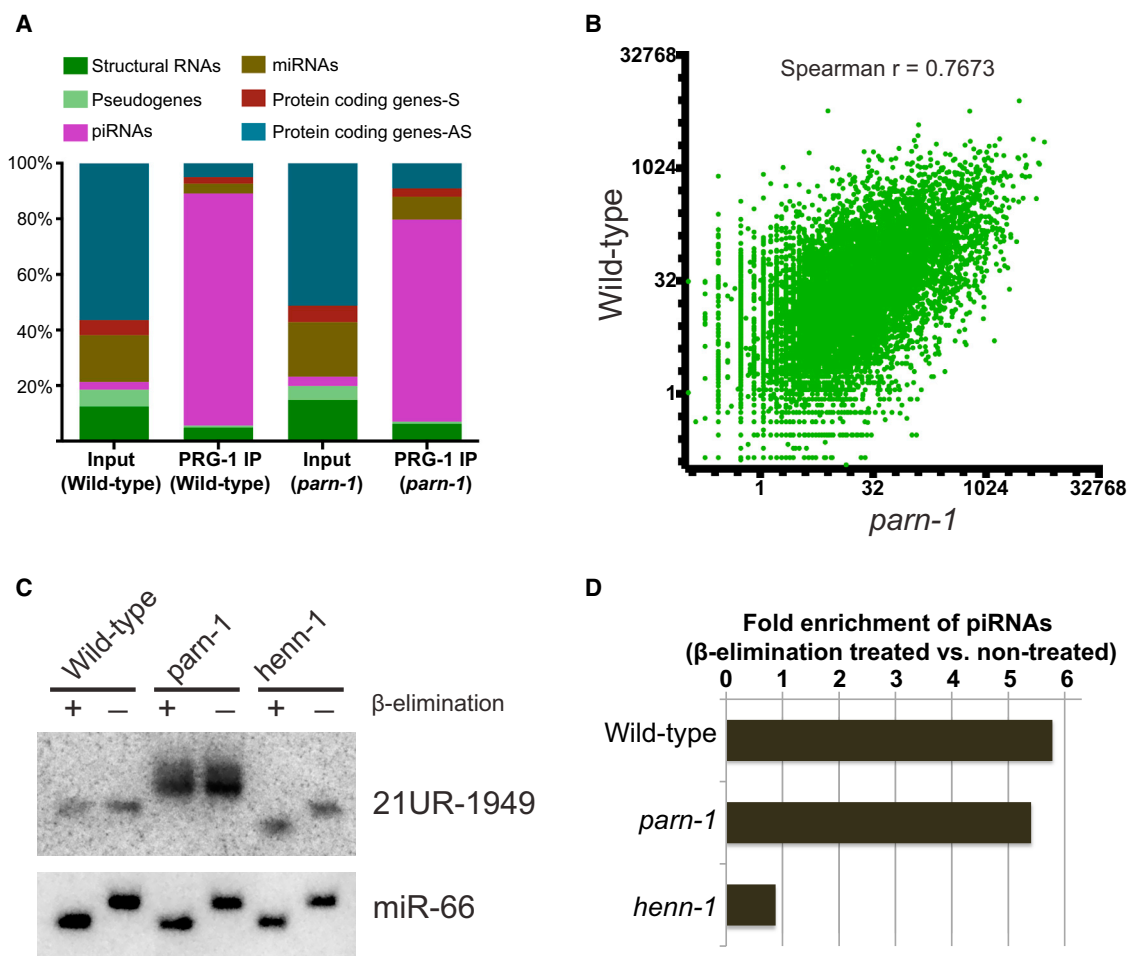 A
Structural RNAs
Pseudogenes
piRNAs
miRNAs
Protein coding genes-S
Protein coding genes-AS
100%
80%
60%
40%
20%
Input
(Wild-type)
PRG-1 IP
(Wild-type)
Input
(parn-1)
PRG-1 IP
(parn-1)
B
Spearman r = 0.7673
32768
1024
32
1
Wild-type
1
32
1024
32768
parn-1
C
Wild-type
parn-1
henn-1
+
–
+
–
+
–
β-elimination
21UR-1949
miR-66
D
Fold enrichment of piRNAs
(β-elimination treated vs. non-treated)
0 1 2 3 4 5 6
Wild-type
parn-1
henn-1